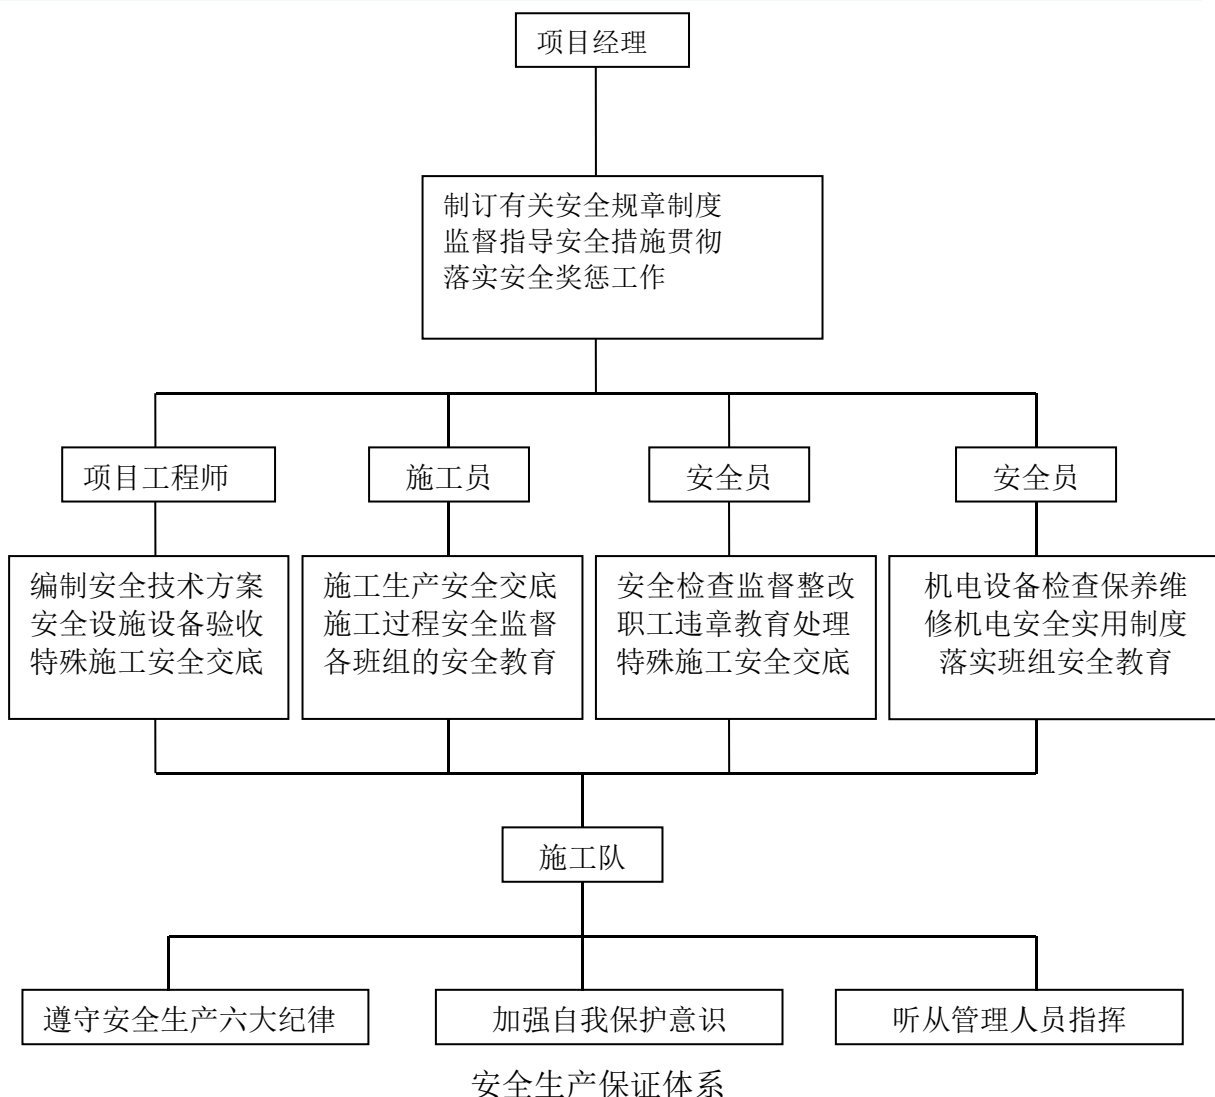 项目经理
制订有关安全规章制度
监督指导安全措施贯彻
落实安全奖惩工作
项目工程师
施工员
安全员
安全员
编制安全技术方案
安全设施设备验收
特殊施工安全交底
施工生产安全交底
施工过程安全监督
各班组的安全教育
安全检查监督整改
职工违章教育处理
特殊施工安全交底
机电设备检查保养维
修机电安全实用制度
落实班组安全教育
施工队
遵守安全生产六大纪律
加强自我保护意识
听从管理人员指挥
安全生产保证体系